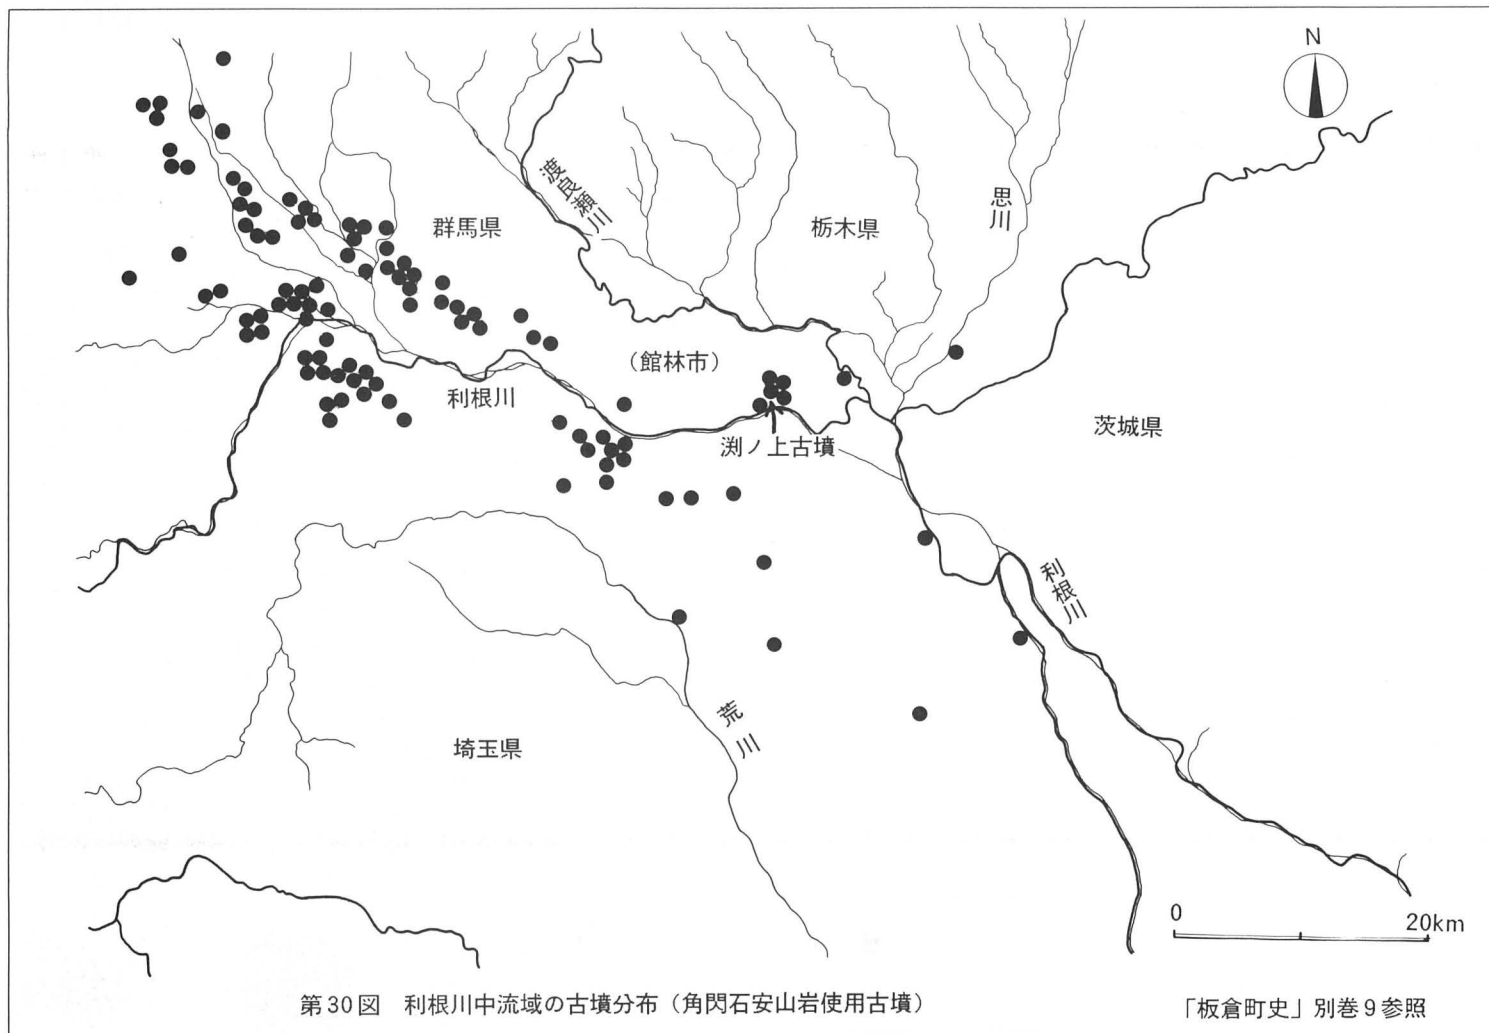 N
渡良瀬川
思川
群馬県
栃木県
(館林市)
利根川
茨城県
渕ノ上古墳
利根川
荒川
埼玉県
0 20km
第30図 利根川中流域の古墳分布(角閃石安山岩使用古墳)
「板倉町史」別巻9参照